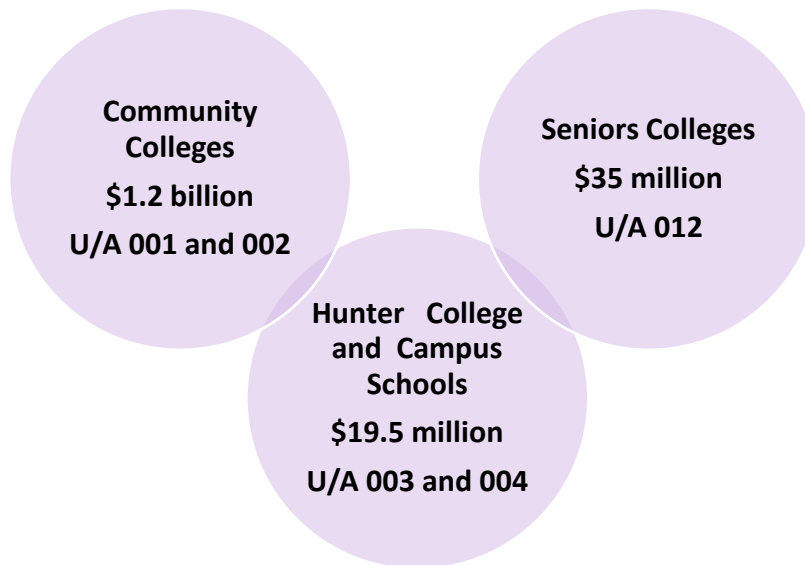 Community
Colleges
$1.2 billion
U/A 001 and 002
Seniors Colleges
$35 million
U/A 012
Hunter College
and Campus
Schools
$19.5 million
U/A 003 and 004